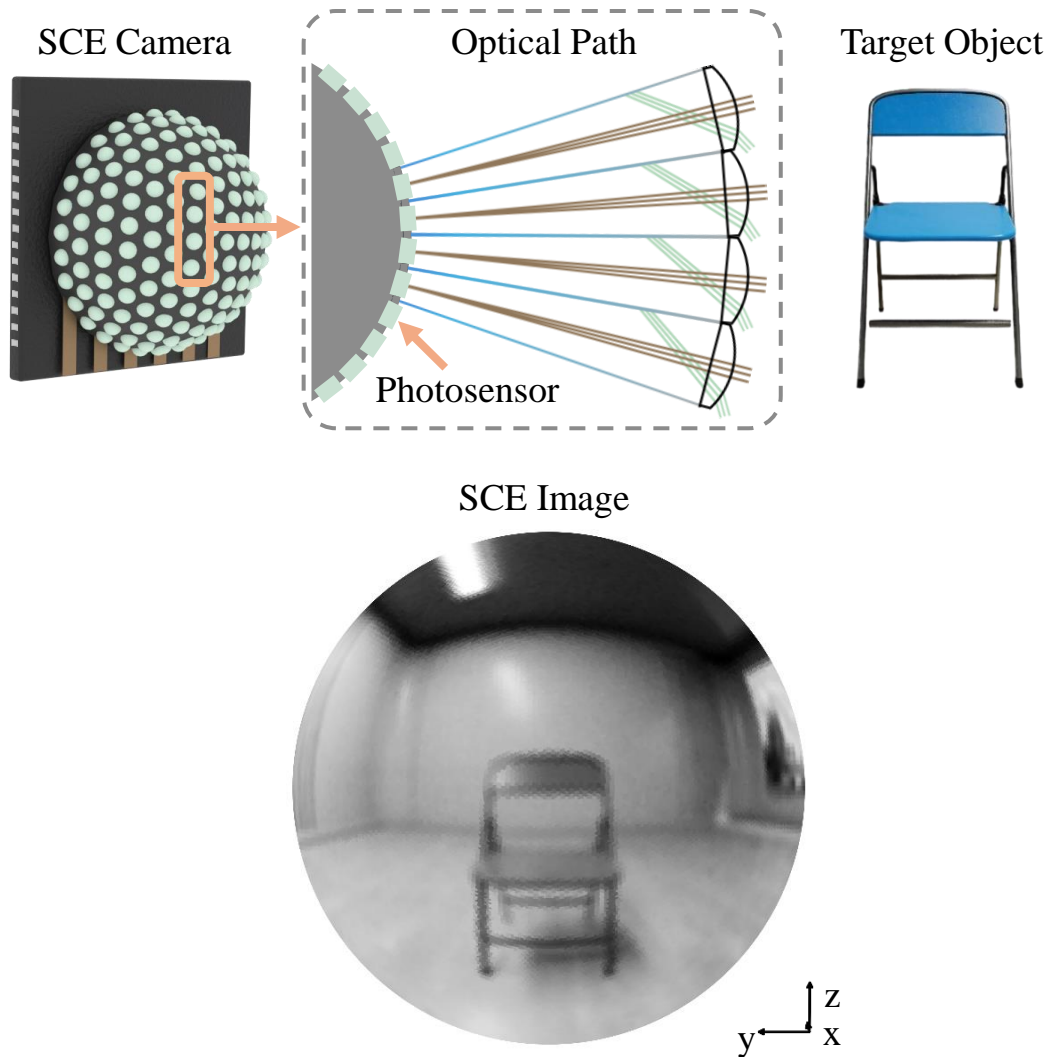 SCE Camera
Optical Path
Target Object
Photosensor
SCE Image
z
y
x